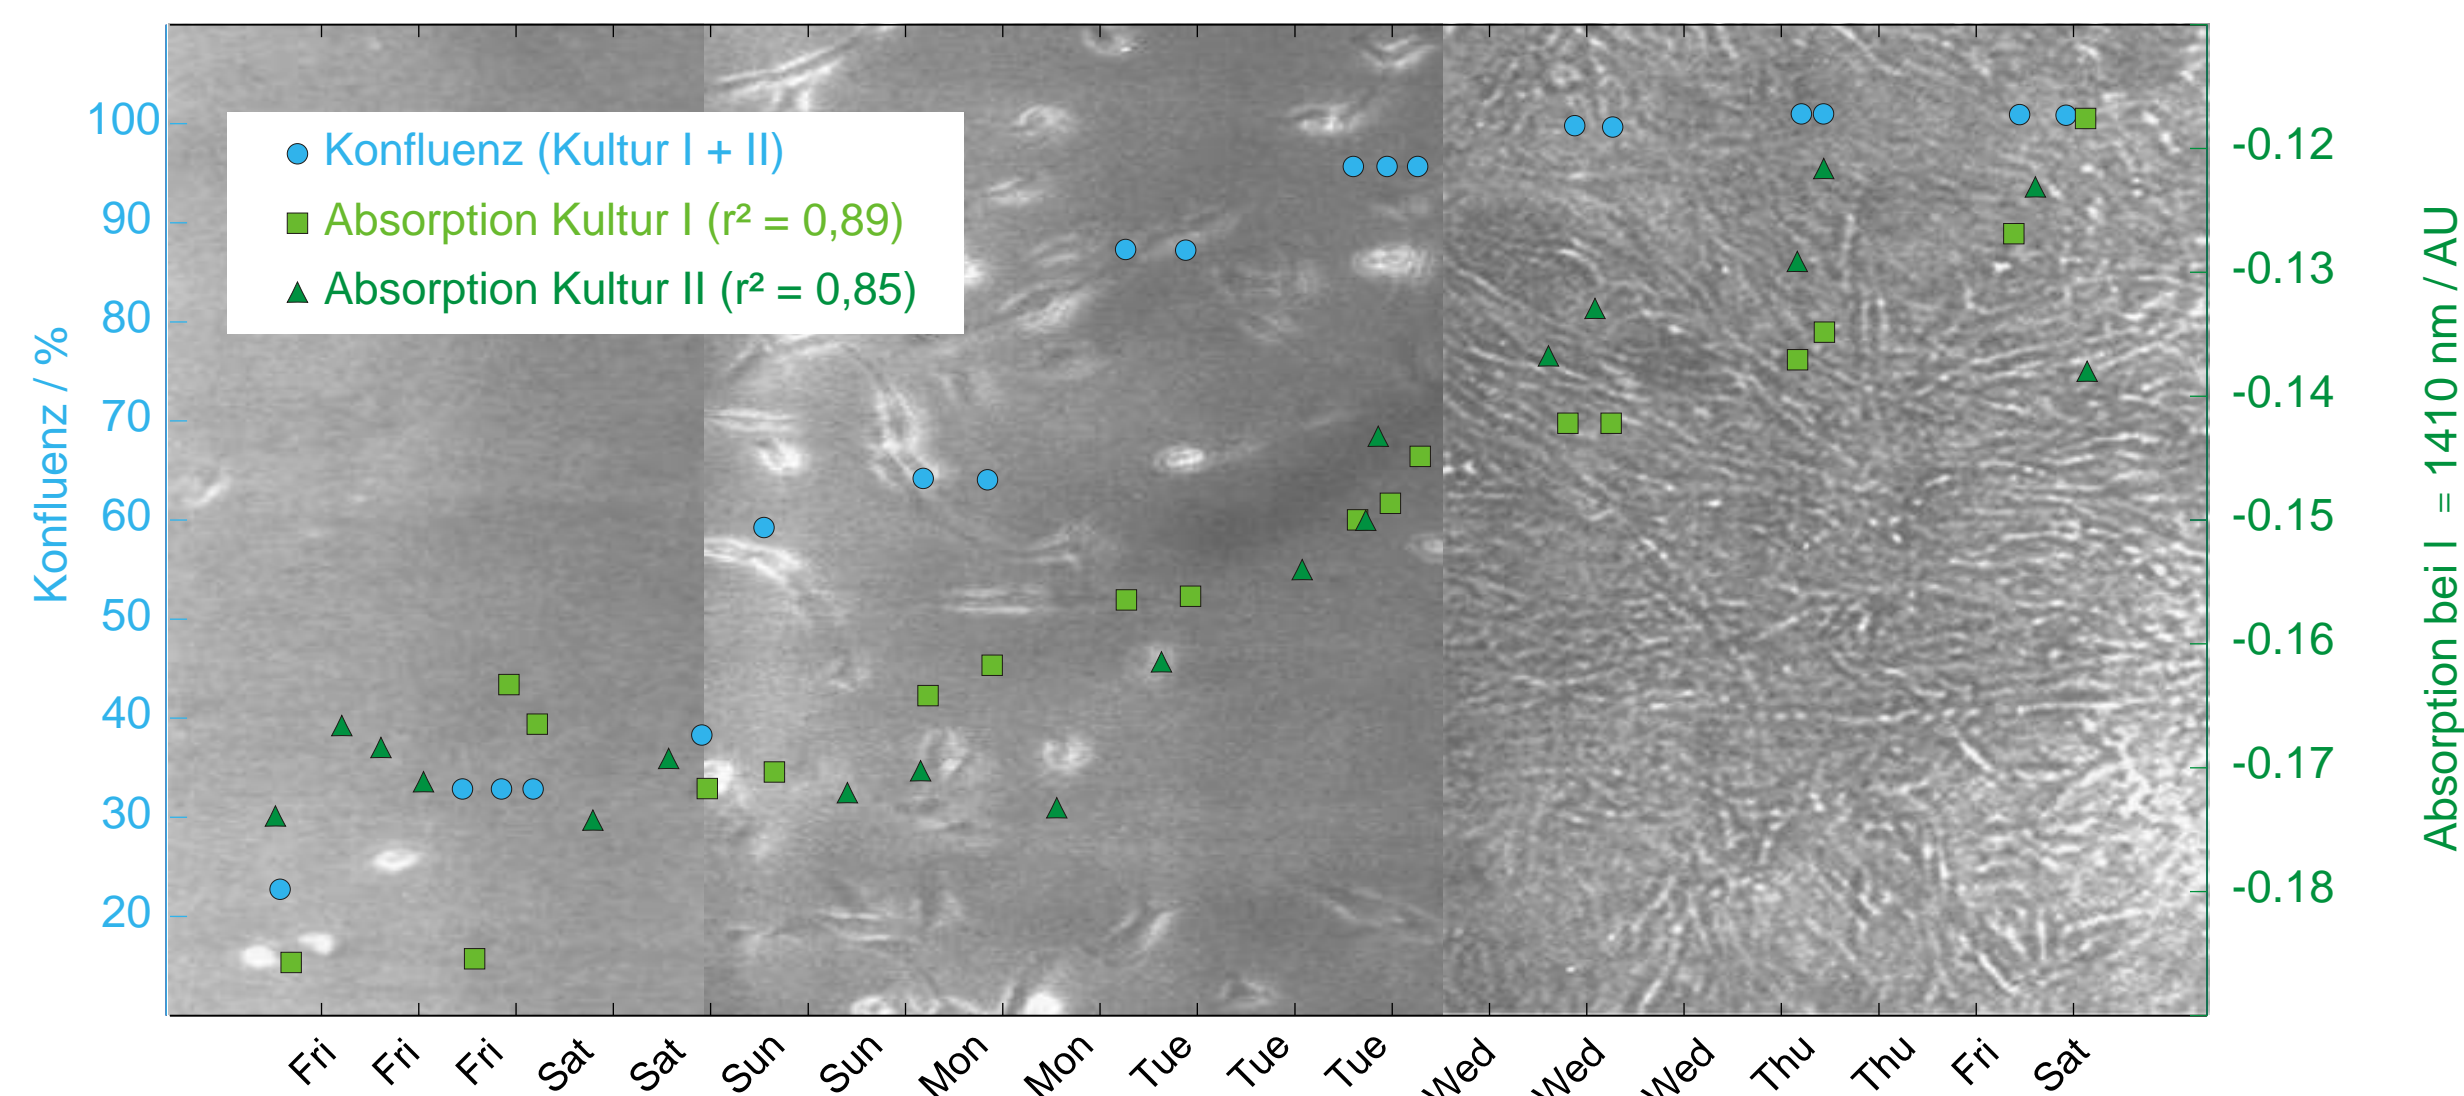 Konfluenz / %
100
90
80
70
60
50
40
30
20
Konfluenz (Kultur I + II)
Absorption Kultur I (r² = 0,89)
Absorption Kultur II (r² = 0,85)
-0.12
-0.13
-0.14
-0.15
-0.16
-0.17
-0.18
Absorption bei l = 1410 nm / AU
Fri Fri Fri Sat Sat Sun Sun Mon Mon Tue Tue Tue Wed Wed Wed Thu Thu Fri Sat